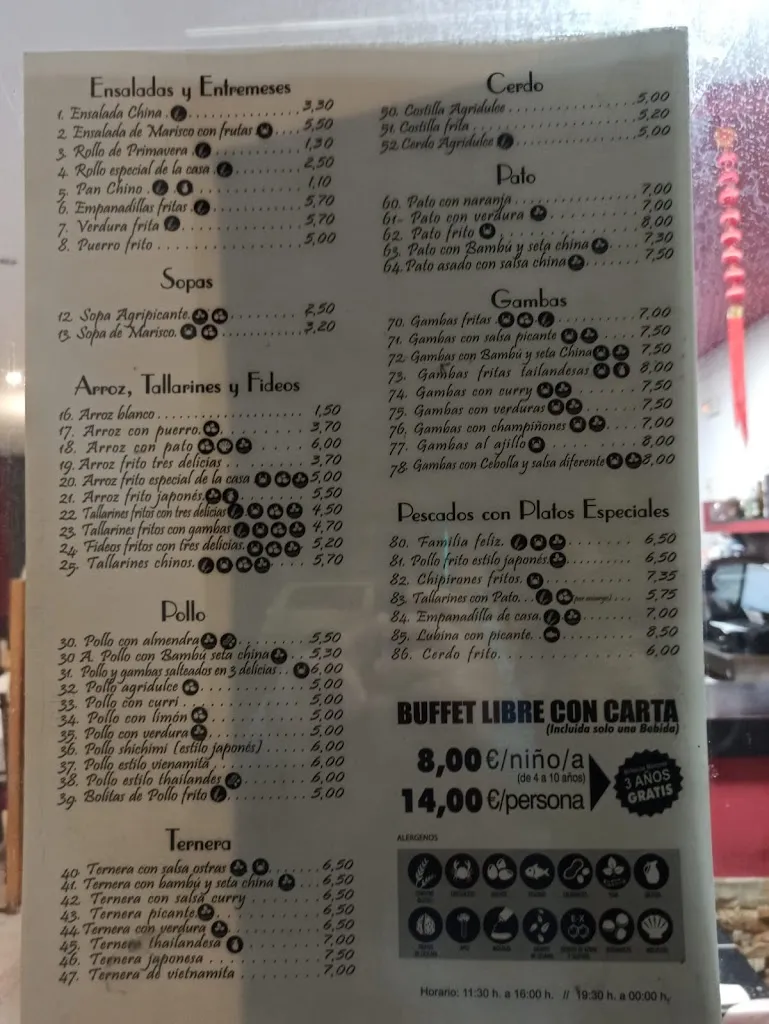 Ensaladas y Entremeses
1. Ensalada China 3,30
2. Ensalada de Marisco con frutas 5,50
3. Rollo de Primavera 1,30
4. Rollo especial de la casa 2,50
5. Pan Chino 1,10
6. Empanadillas fritas 5,70
7. Verdura frita 5,70
8. Puerro frito 5,00
Sopas
12. Sopa Agripicante 2,50
13. Sopa de Marisco 3,20
Arroz, Tallarines y Fideos
16. Arroz blanco 1,50
17. Arroz con puerro 3,70
18. Arroz con pato 6,00
19. Arroz frito tres delicias 3,70
20. Arroz frito especial de la casa 5,00
21. Arroz frito japonés 5,50
22. Tallarines fritos con tres delicias 4,50
23. Tallarines fritos con gambas 4,70
24. Fideos fritos con tres delicias 5,20
25. Tallarines chinos 5,70
Pollo
30. Pollo con almendra 5,50
30 A. Pollo con Bambú seta china 5,30
31. Pollo y gambas salteados en 3 delicias 6,00
32. Pollo agridulce 5,00
33. Pollo con curri 5,00
34. Pollo con limón 5,00
35. Pollo con verdura 5,00
36. Pollo shichimi (estilo japonés) 6,00
37. Pollo estilo vienamita 6,00
38. Pollo estilo thailandes 6,00
39. Bolitas de Pollo frito 5,00
Ternera
40. Ternera con salsa ostras 6,50
41. Ternera con bambú y seta china 6,50
42. Ternera con salsa curry 6,50
43. Ternera picante 6,50
44. Ternera con verdura 6,50
45. Ternera thailandesa 7,00
46. Ternera japonesa 7,50
47. Ternera de vietnamita 7,00
Cerdo
50. Costilla Agridulce 5,00
51. Costilla frita 5,20
52. Cerdo Agridulce 5,00
Pato
60. Pato con naranja 7,00
61- Pato con verdura 7,00
62. Pato frito 8,00
63. Pato con Bambú y seta china 7,30
64. Pato asado con salsa china 7,50
Gambas
70. Gambas fritas 7,00
71. Gambas con salsa picante 7,50
72. Gambas con Bambú y seta China 7,50
73. Gambas fritas tailandesas 8,00
74. Gambas con curry 7,50
75. Gambas con verduras 7,50
76. Gambas con champiñones 7,00
77. Gambas al ajillo 8,00
78. Gambas con Cebolla y salsa diferente 8,00
Pescados con Platos Especiales
80. Familia feliz 6,50
81. Pollo frito estilo japonés 6,50
82. Chipirones fritos 7,35
83. Tallarines con Pato (por encargo) 5,75
84. Empanadilla de casa 7,00
85. Lubina con picante 8,50
86. Cerdo frito 6,00
BUFFET LIBRE CON CARTA
(Incluida solo una Bebida)
8,00 €/niño/a
(de 4 a 10 años)
14,00 €/persona
3 AÑOS
GRATIS
ALÉRGENOS
Horario: 11:30 h. a 16:00 h. // 19:30 h. a 00:00 h.